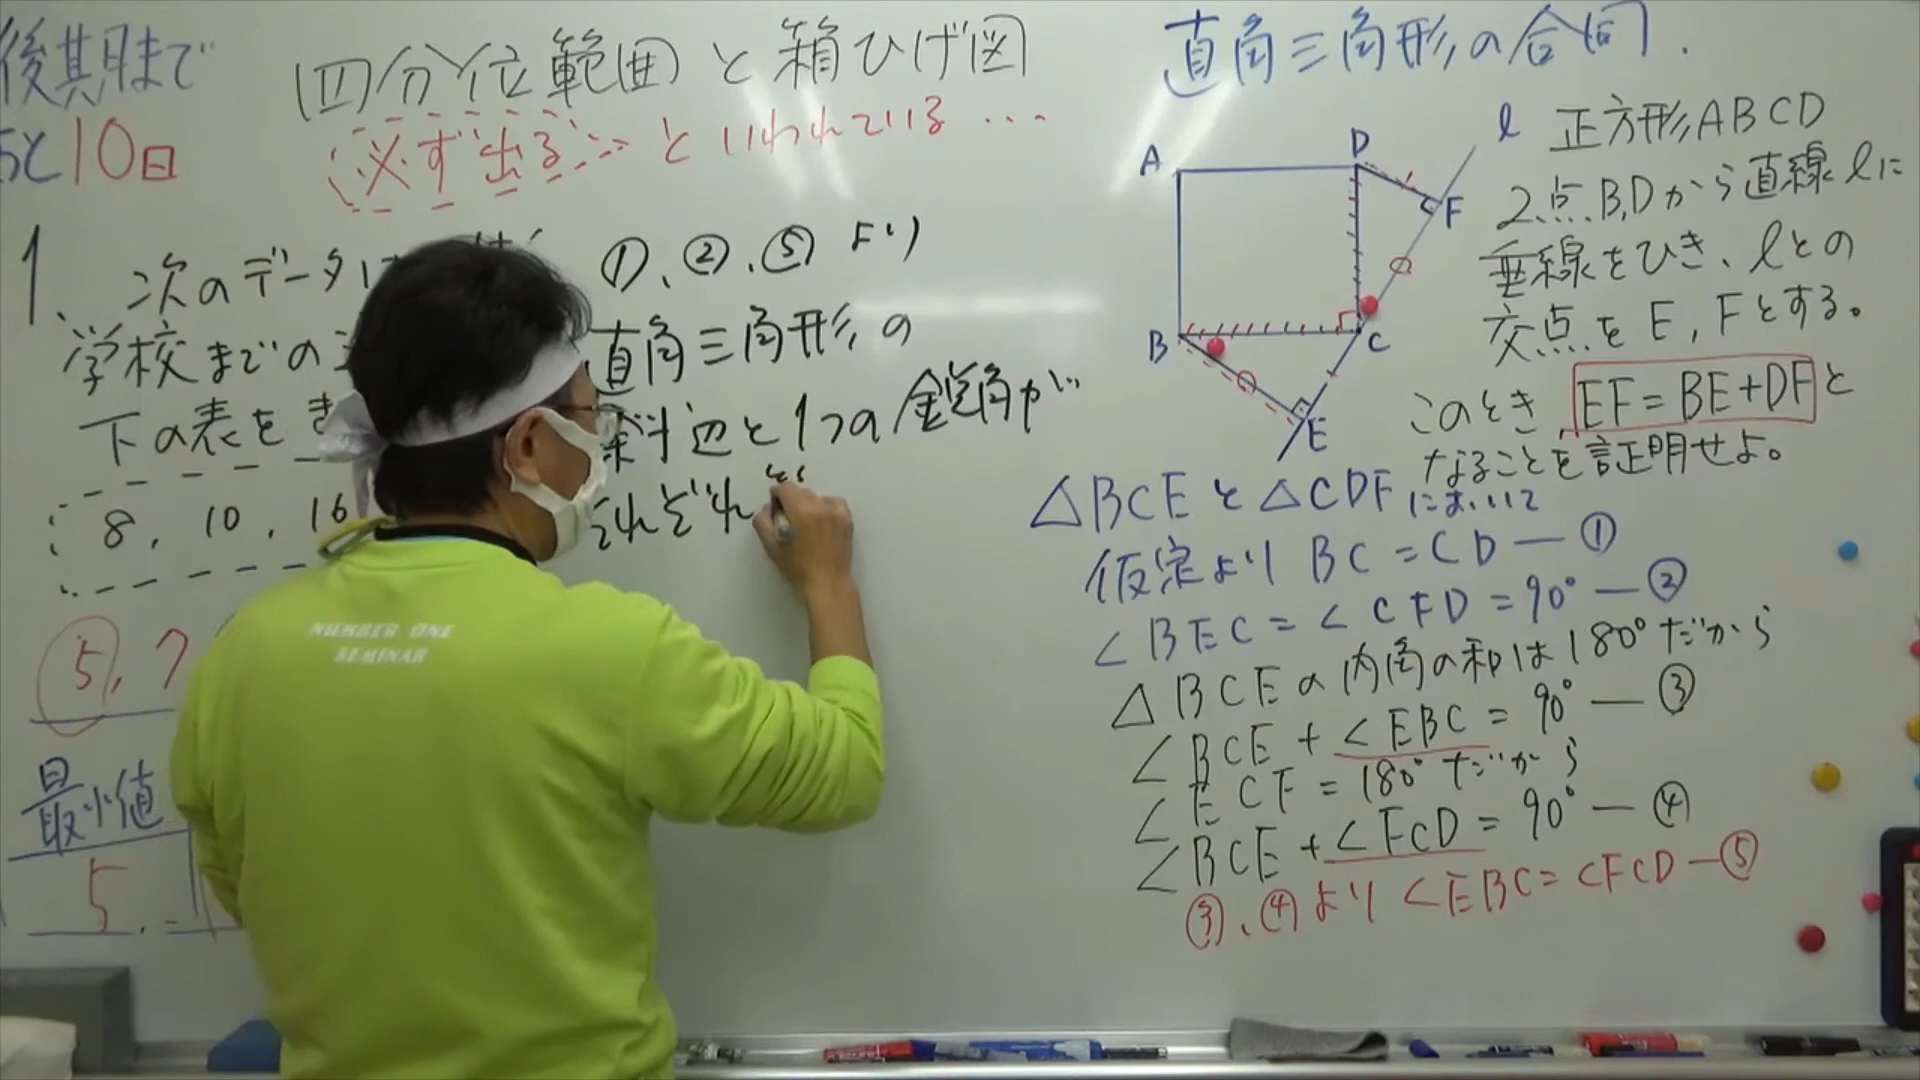 後期まで
あと10日
四分位範囲と箱ひげ図
必ず出る と いわれている ...
1. 次のデータは
学校までの
下の表を
8, 10, 16
5, 7
最小値
5
NUMBER ONE
SEMINAR
①、②、⑤ より
直角三角形の
斜辺と1つの鋭角が
それぞれ
直角三角形の合同.
A
D
l
F
B
C
E
正方形ABCD
2点B,Dから直線lに
垂線をひき、lとの
交点をE,Fとする。
このとき,EF=BE+DFと
なることを証明せよ。
△BCEと△CDFにおいて
仮定より BC=CD―①
∠BEC=∠CFD=90°―②
△BCEの内角の和は180°だから
∠BCE+∠EBC=90°―③
∠ECF=180°だから
∠BCE+∠FCD=90°―④
③、④より ∠EBC=∠FCD―⑤